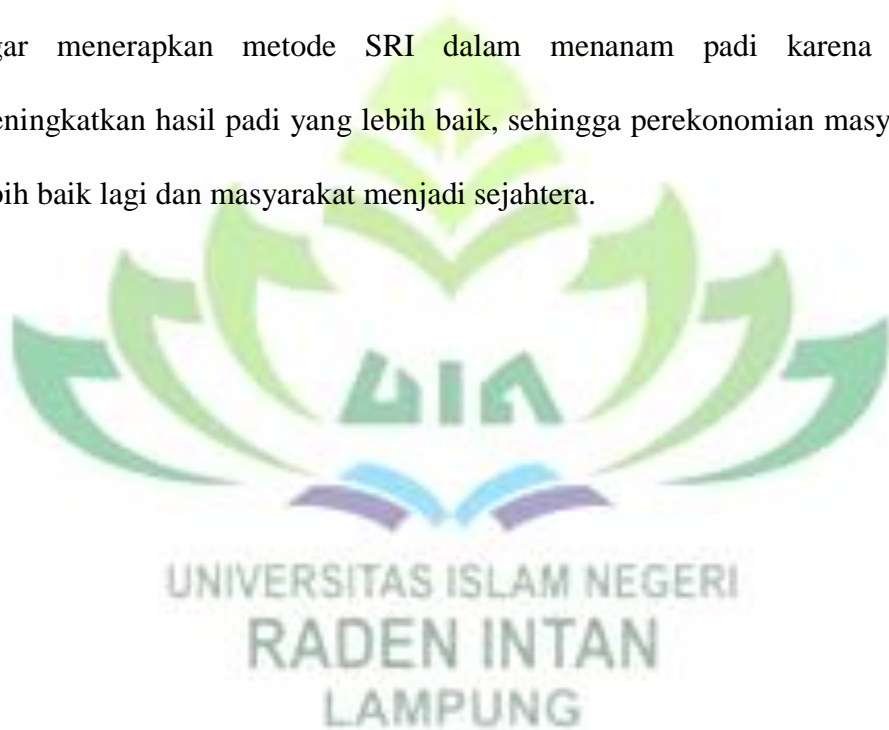 gar menerapkan metode SRI dalam menanam padi karena
eningkatkan hasil padi yang lebih baik, sehingga perekonomian masy
bih baik lagi dan masyarakat menjadi sejahtera.
UIN
UNIVERSITAS ISLAM NEGERI
RADEN INTAN
LAMPUNG